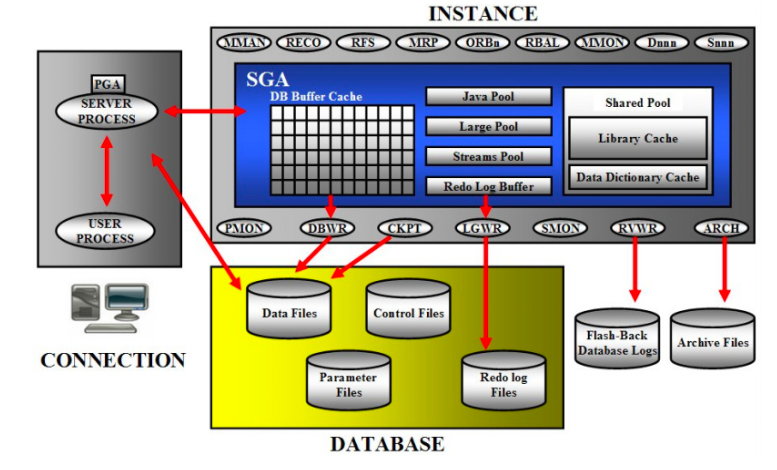 INSTANCE
MMAN RECO RFS MRP ORBn RBAL MMON Dnnn Snnn
PGA
SERVER
PROCESS
USER
PROCESS
CONNECTION
SGA
DB Buffer Cache
Java Pool
Large Pool
Streams Pool
Redo Log Buffer
Shared Pool
Library Cache
Data Dictionary Cache
PMON DBWR CKPT LGWR SMON RVWR ARCH
Data Files
Control Files
Parameter
Files
Redo log
Files
Flash-Back
Database Logs
Archive Files
DATABASE